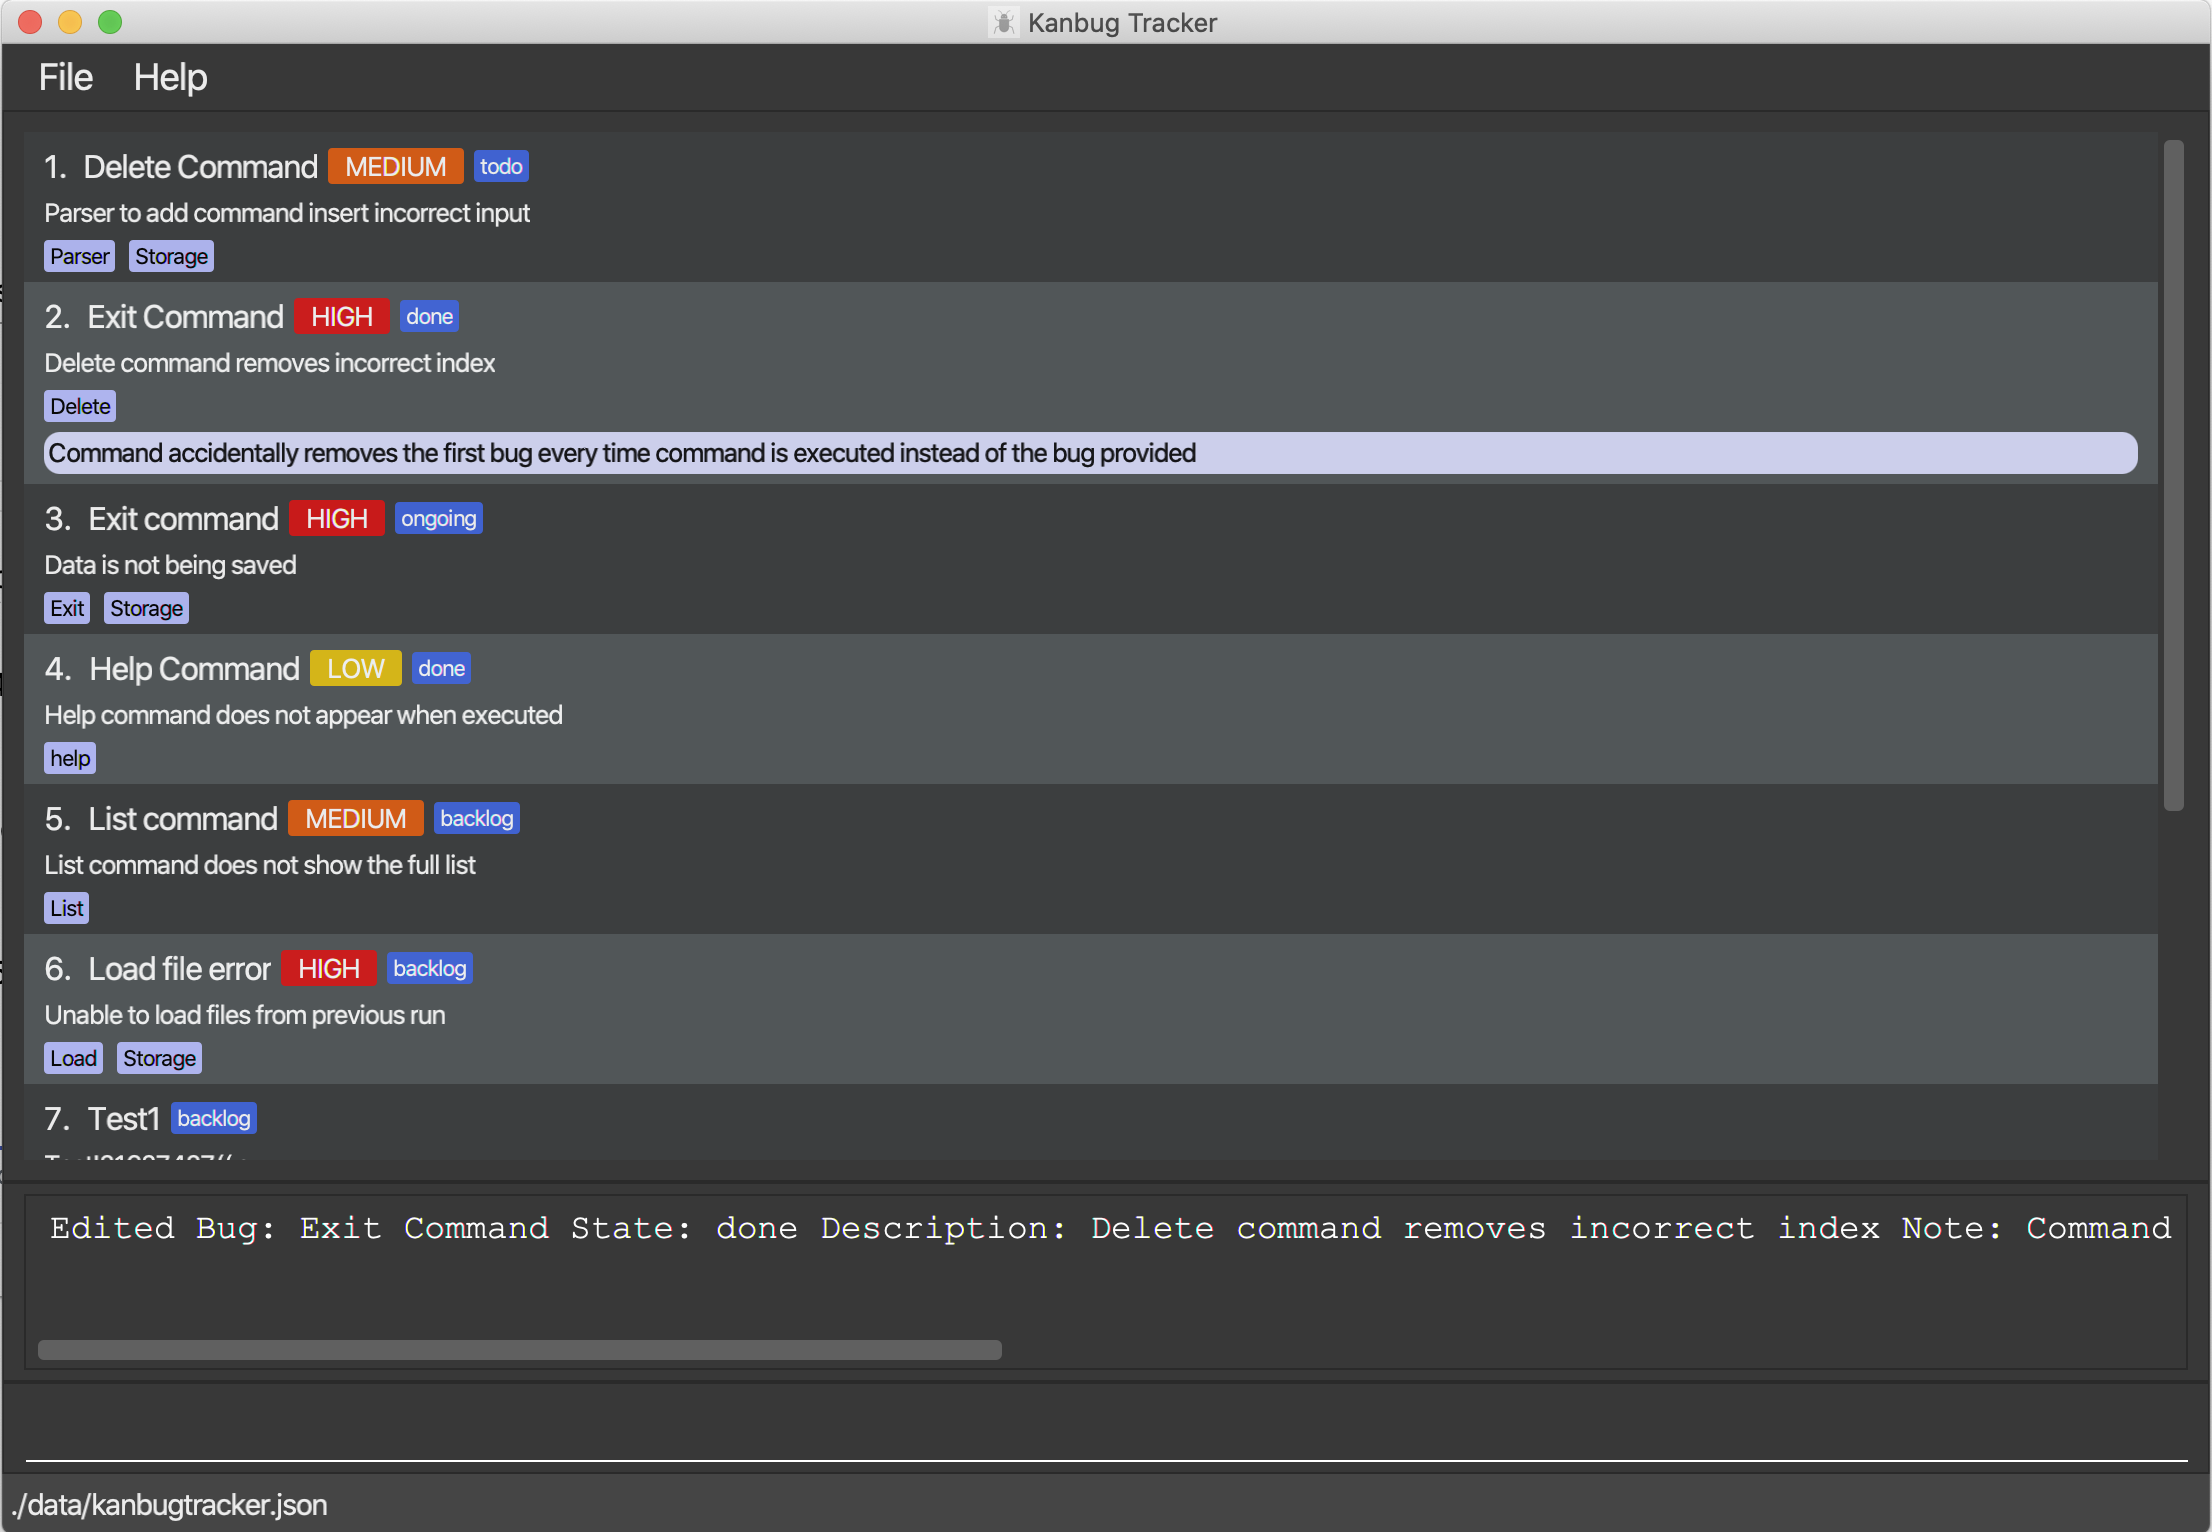 Kanbug Tracker
File Help
1. Delete Command MEDIUM todo
Parser to add command insert incorrect input
Parser Storage
2. Exit Command HIGH done
Delete command removes incorrect index
Delete
Command accidentally removes the first bug every time command is executed instead of the bug provided
3. Exit command HIGH ongoing
Data is not being saved
Exit Storage
4. Help Command LOW done
Help command does not appear when executed
help
5. List command MEDIUM backlog
List command does not show the full list
List
6. Load file error HIGH backlog
Unable to load files from previous run
Load Storage
7. Test1 backlog
Edited Bug: Exit Command State: done Description: Delete command removes incorrect index Note: Command
./data/kanbugtracker.json